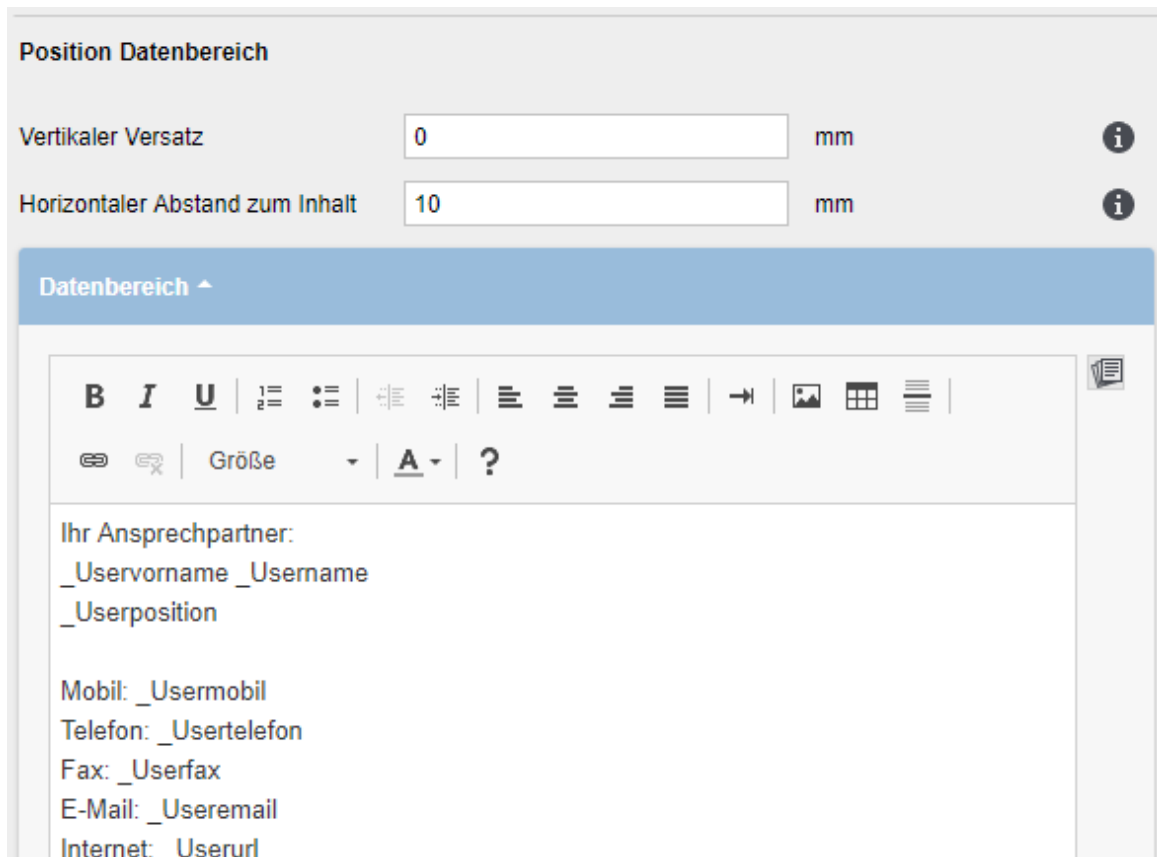 Position Datenbereich
Vertikaler Versatz 0 mm
Horizontaler Abstand zum Inhalt 10 mm
Datenbereich
B I U
Größe A ?
Ihr Ansprechpartner:
_Uservorname _Username
_Userposition
Mobil: _Usermobil
Telefon: _Usertelefon
Fax: _Userfax
E-Mail: _Useremail
Internet: _Userurl